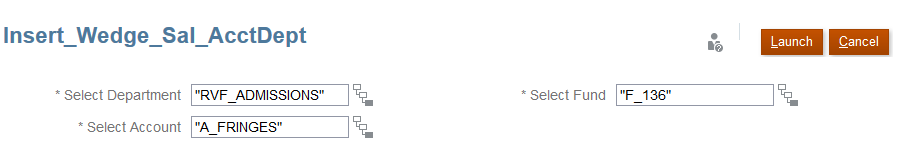 Insert_Wedge_Sal_AcctDept
Launch Cancel
* Select Department "RVF_ADMISSIONS" * Select Fund "F_136"
* Select Account "A_FRINGES"